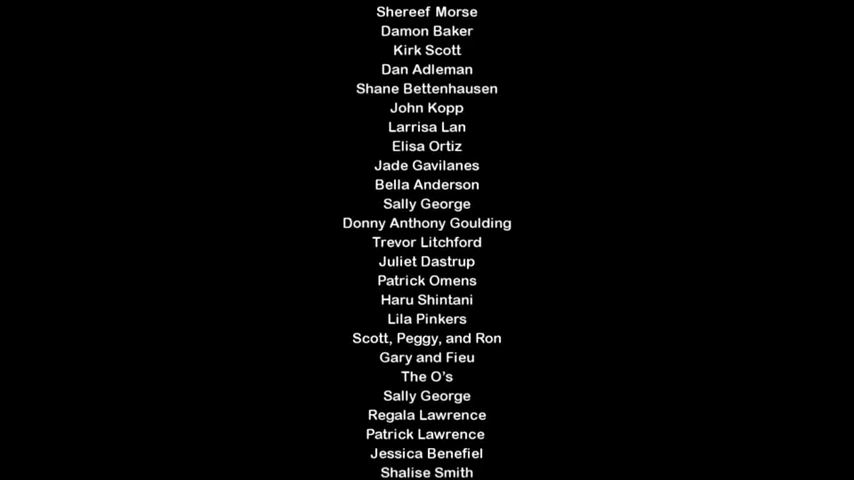 Shereef Morse
Damon Baker
Kirk Scott
Dan Adleman
Shane Bettenhausen
John Kopp
Larrisa Lan
Elisa Ortiz
Jade Gavilanes
Bella Anderson
Sally George
Donny Anthony Goulding
Trevor Litchford
Juliet Dastrup
Patrick Omens
Haru Shintani
Lila Pinkers
Scott, Peggy, and Ron
Gary and Fieu
The O's
Sally George
Regala Lawrence
Patrick Lawrence
Jessica Benefiel
Shalise Smith